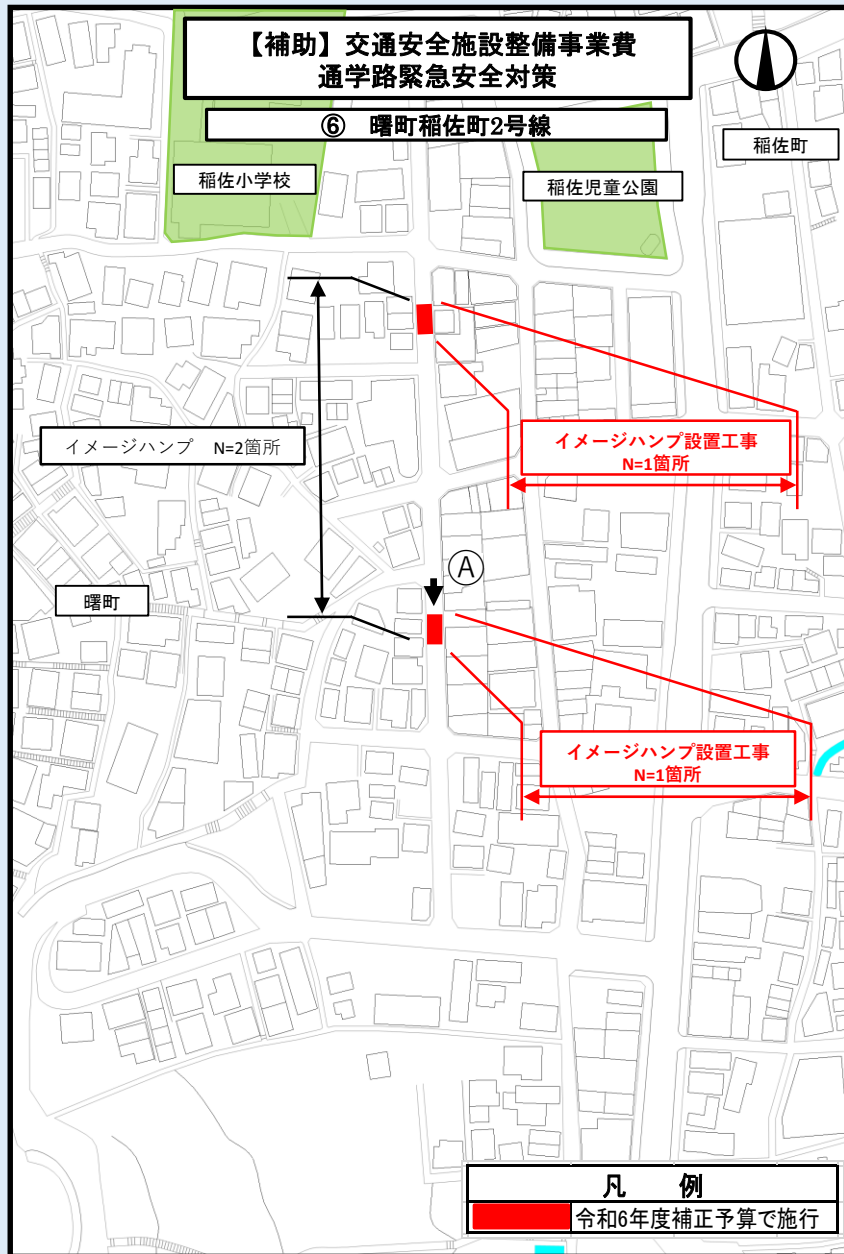 【補助】交通安全施設整備事業費
通学路緊急安全対策
⑥ 曙町稲佐町2号線
稲佐町
稲佐小学校
稲佐児童公園
イメージハンプ N=2箇所
イメージハンプ設置工事
N=1箇所
Ⓐ
曙町
イメージハンプ設置工事
N=1箇所
凡 例
令和6年度補正予算で施行